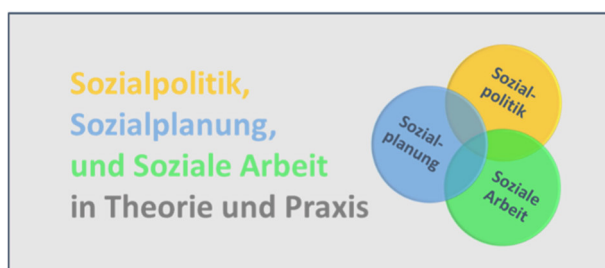 Sozialpolitik,
Sozialplanung,
und Soziale Arbeit
in Theorie und Praxis
Sozial-
politik
Sozial-
planung
Soziale
Arbeit